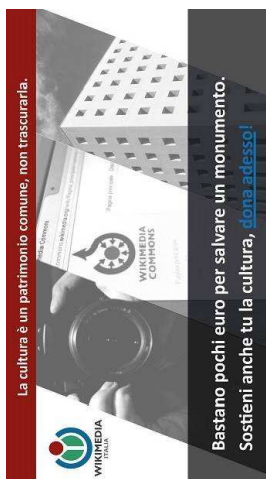 La cultura è un patrimonio comune, non trascurarla.
WIKIMEDIA
ITALIA
WIKIMEDIA
COMMONS
Bastano pochi euro per salvare un monumento.
Sostieni anche tu la cultura, dona adesso!